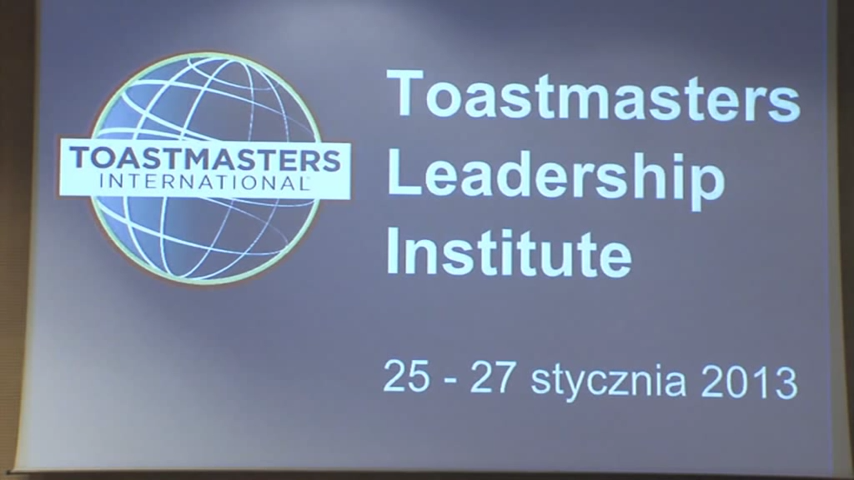 TOASTMASTERS
INTERNATIONAL
Toastmasters
Leadership
Institute
25 - 27 stycznia 2013